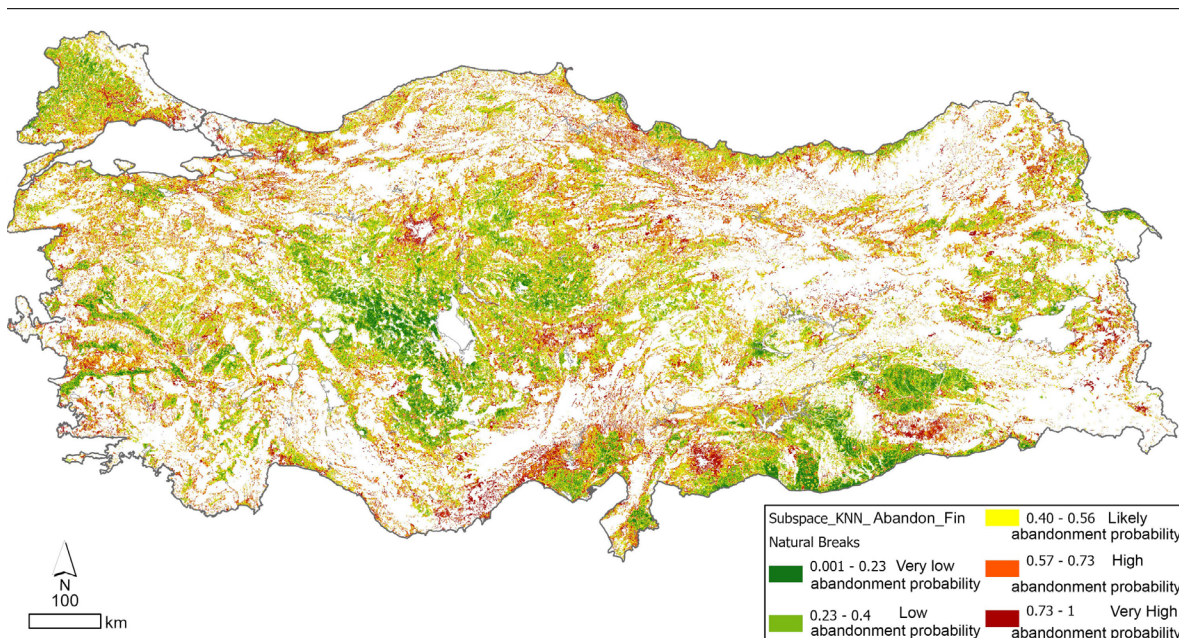 Subspace_KNN_Abandon_Fin
Natural Breaks
0.001 - 0.23 Very low
abandonment probability
0.23 - 0.4 Low
abandonment probability
0.40 - 0.56 Likely
abandonment probability
0.57 - 0.73 High
abandonment probability
0.73 - 1 Very High
abandonment probability
N
100
km